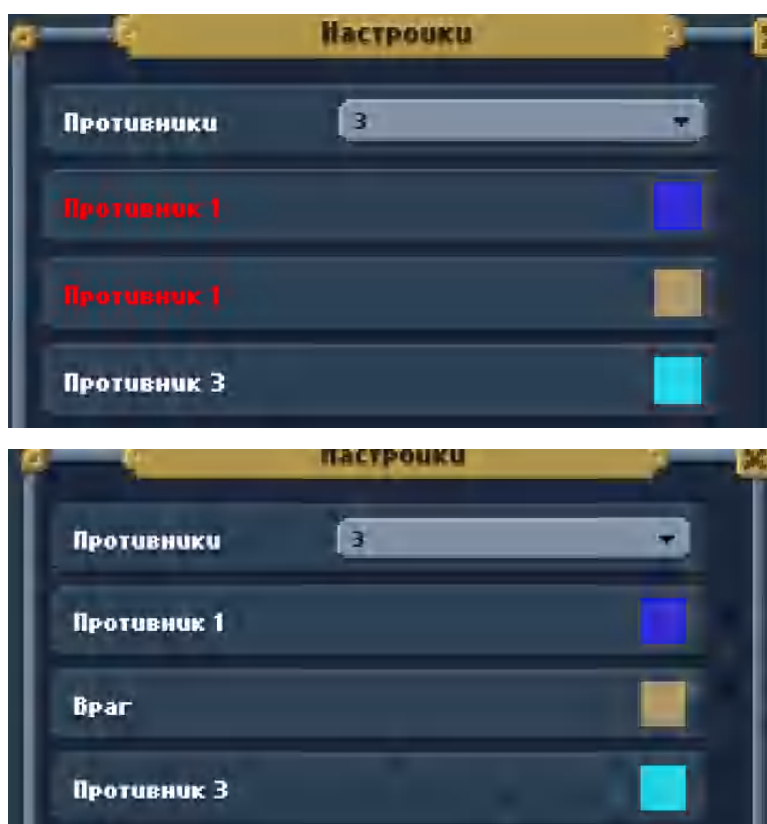 Настройки
Противники 3
Противник 1
Противник 1
Противник 3
Настройки
Противники 3
Противник 1
Враг
Противник 3